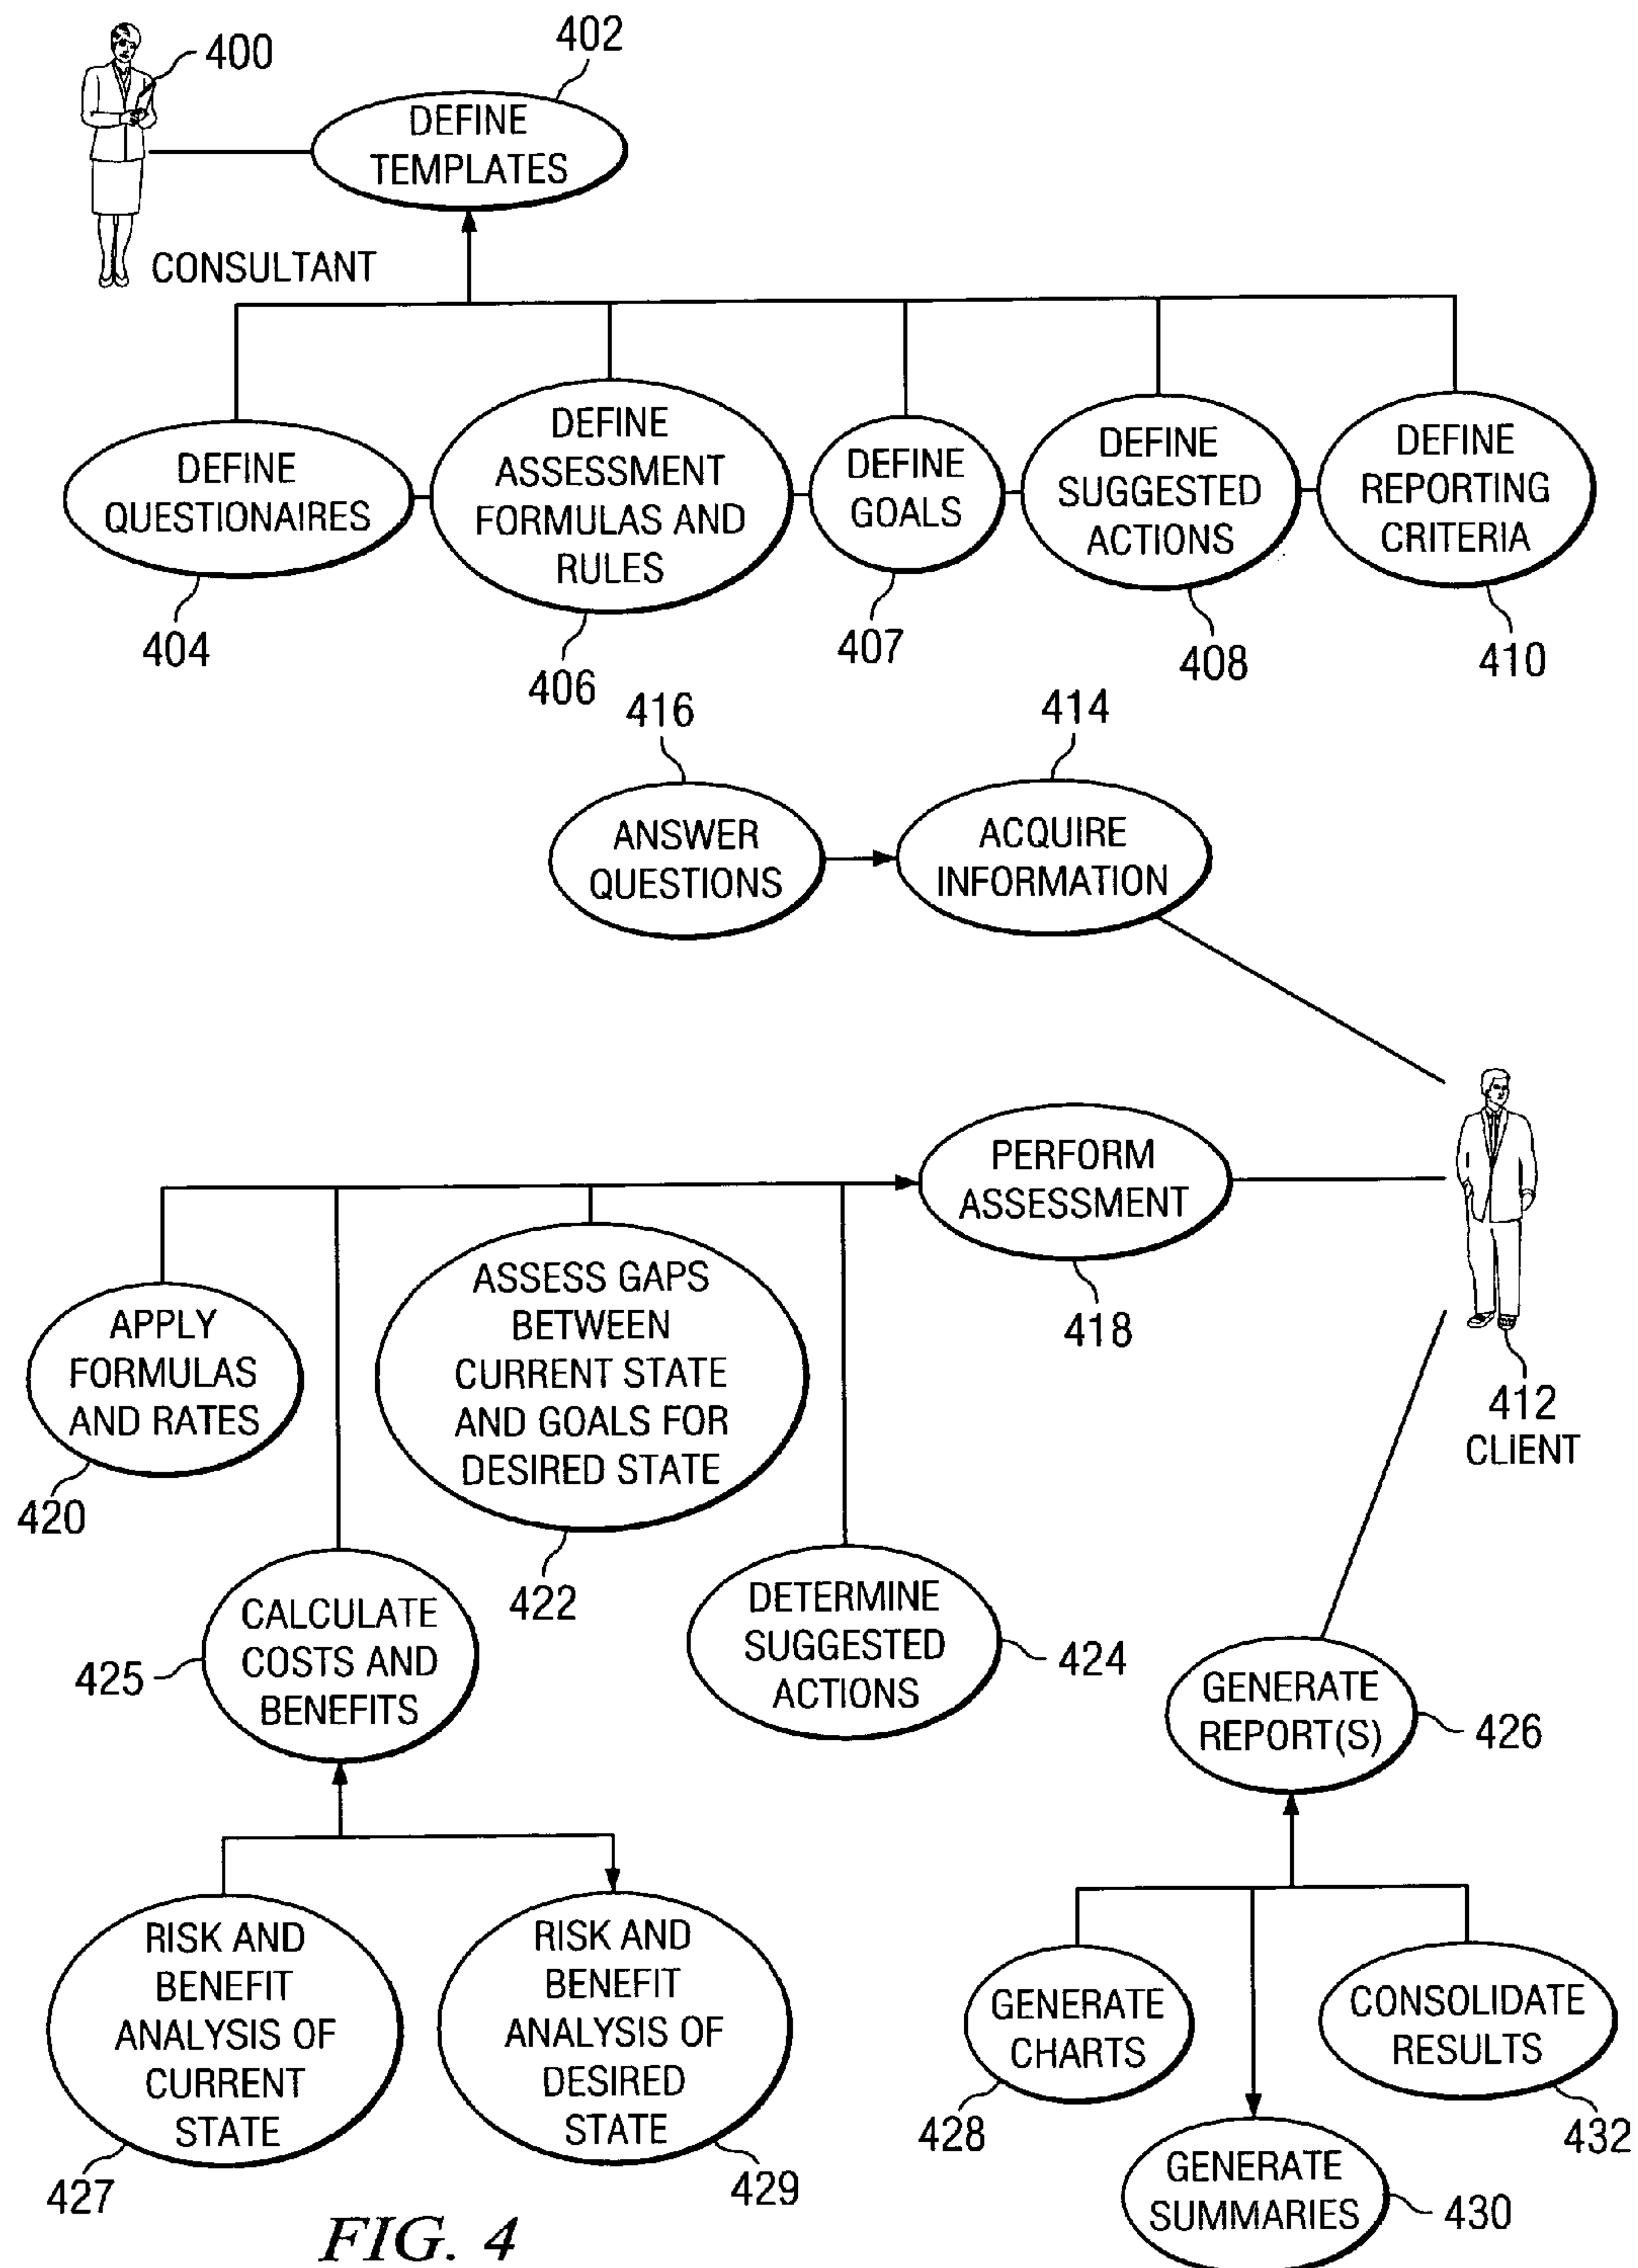 400
402
DEFINE
TEMPLATES
CONSULTANT
DEFINE
QUESTIONAIRES
404
DEFINE
ASSESSMENT
FORMULAS AND
RULES
406
DEFINE
GOALS
407
DEFINE
SUGGESTED
ACTIONS
408
DEFINE
REPORTING
CRITERIA
410
416
ANSWER
QUESTIONS
414
ACQUIRE
INFORMATION
PERFORM
ASSESSMENT
418
412
CLIENT
APPLY
FORMULAS
AND RATES
420
ASSESS GAPS
BETWEEN
CURRENT STATE
AND GOALS FOR
DESIRED STATE
422
CALCULATE
COSTS AND
BENEFITS
425
DETERMINE
SUGGESTED
ACTIONS
424
GENERATE
REPORT(S)
426
RISK AND
BENEFIT
ANALYSIS OF
CURRENT
STATE
427
RISK AND
BENEFIT
ANALYSIS OF
DESIRED
STATE
429
GENERATE
CHARTS
428
CONSOLIDATE
RESULTS
432
GENERATE
SUMMARIES
430
FIG. 4